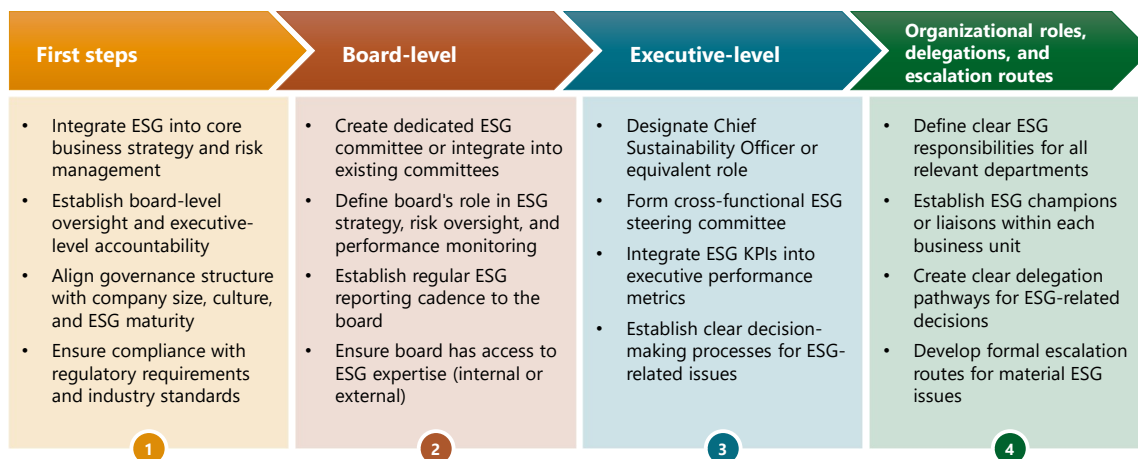 First steps
• Integrate ESG into core
business strategy and risk
management
• Establish board-level
oversight and executive-
level accountability
• Align governance structure
with company size, culture,
and ESG maturity
• Ensure compliance with
regulatory requirements
and industry standards
1
Board-level
• Create dedicated ESG
committee or integrate into
existing committees
• Define board's role in ESG
strategy, risk oversight, and
performance monitoring
• Establish regular ESG
reporting cadence to the
board
• Ensure board has access to
ESG expertise (internal or
external)
2
Executive-level
• Designate Chief
Sustainability Officer or
equivalent role
• Form cross-functional ESG
steering committee
• Integrate ESG KPIs into
executive performance
metrics
• Establish clear decision-
making processes for ESG-
related issues
3
Organizational roles,
delegations, and
escalation routes
• Define clear ESG
responsibilities for all
relevant departments
• Establish ESG champions
or liaisons within each
business unit
• Create clear delegation
pathways for ESG-related
decisions
• Develop formal escalation
routes for material ESG
issues
4